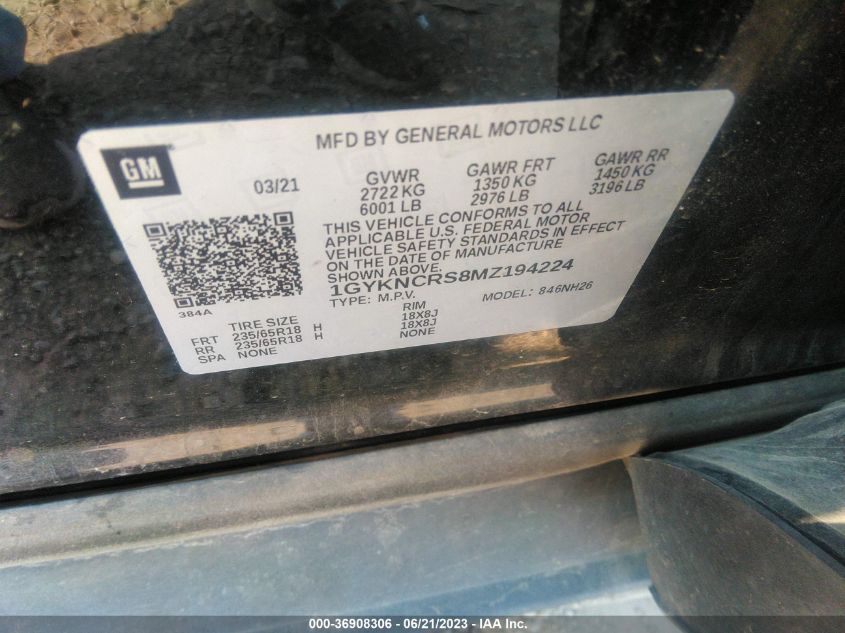 MFD BY GENERAL MOTORS LLC
GM
03/21
GVWR GAWR FRT GAWR RR
2722 KG 1350 KG 1450 KG
6001 LB 2976 LB 3196 LB
THIS VEHICLE CONFORMS TO ALL
APPLICABLE U.S. FEDERAL MOTOR
VEHICLE SAFETY STANDARDS IN EFFECT
ON THE DATE OF MANUFACTURE
SHOWN ABOVE.
1GYKNCRS8MZ194224
TYPE: M.P.V. MODEL: 846NH26
384A
TIRE SIZE RIM
FRT 235/65R18 H 18X8J
RR 235/65R18 H 18X8J
SPA NONE NONE
000-36908306 / 06/21/2023 / IAA Inc.